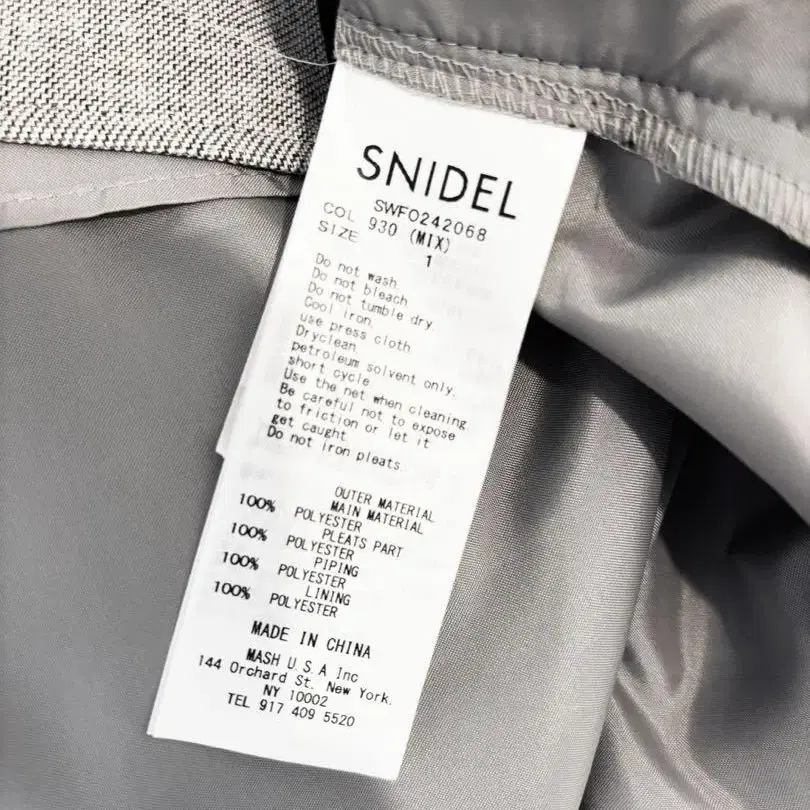 SNIDEL
SWFO242068
COL 930 (MIX)
SIZE 1
Do not wash.
Do not bleach
Do not tumble dry.
Cool iron.
use press cloth
Dryclean.
petroleum solvent only.
short cycle
Use the net when cleaning
Be careful not to expose
to friction or let it
get caught.
Do not iron pleats.
OUTER MATERIAL
MAIN MATERIAL
100% POLYESTER
PLEATS PART
100% POLYESTER
PIPING
100% POLYESTER
LINING
100% POLYESTER
MADE IN CHINA
MASH U.S.A Inc
144 Orchard St. New York.
NY 10002
TEL 917 409 5520